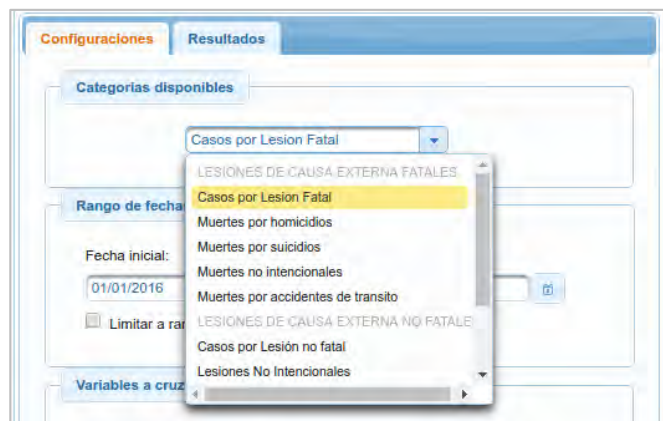 Configuraciones Resultados
Categorias disponibles
Casos por Lesion Fatal
LESIONES DE CAUSA EXTERNA FATALES
Casos por Lesion Fatal
Rango de fecha
Muertes por homicidios
Muertes por suicidios
Fecha inicial:
Muertes no intencionales
01/01/2016
Muertes por accidentes de transito
Limitar a ra
LESIONES DE CAUSA EXTERNA NO FATALE
Casos por Lesión no fatal
Lesiones No Intencionales
Variables a cruz